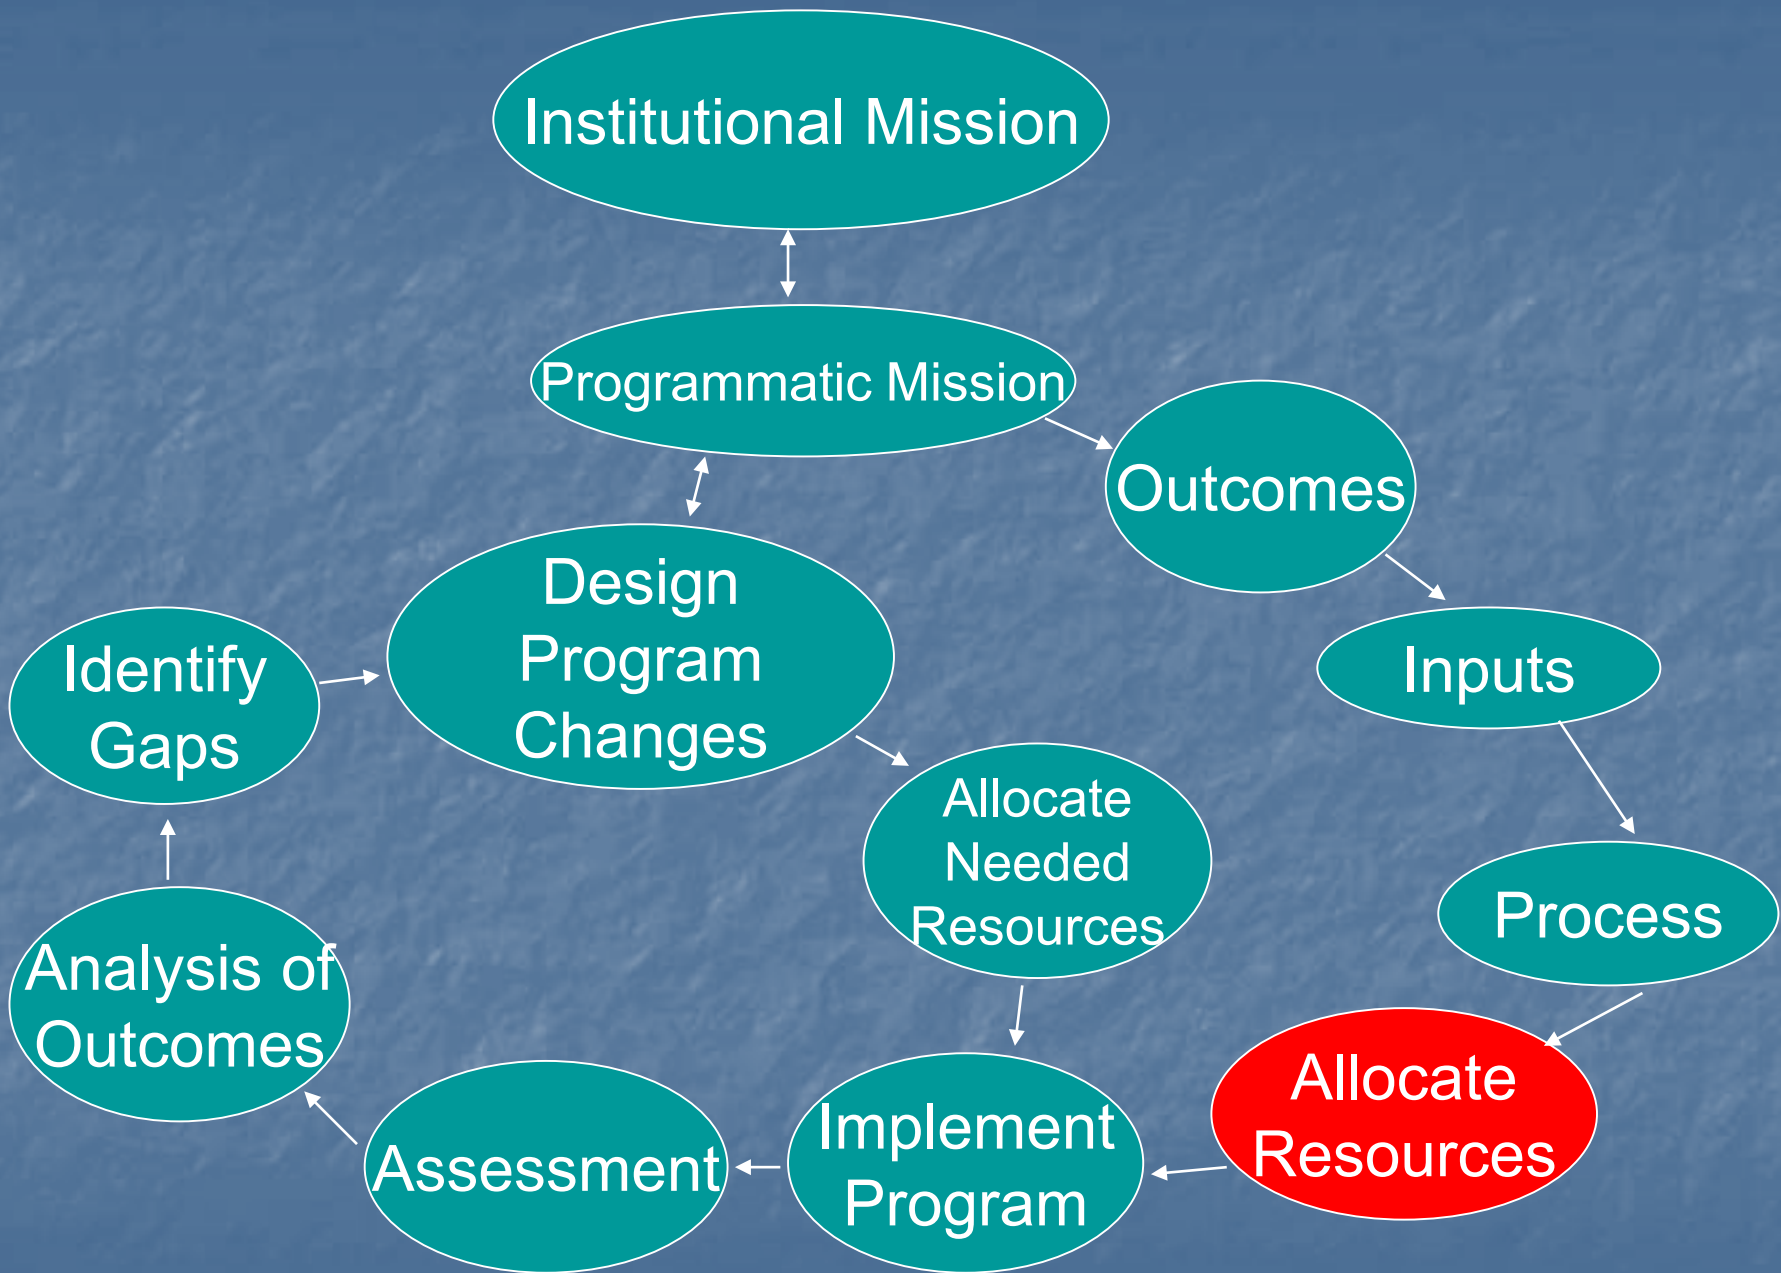 Institutional Mission
Programmatic Mission
Outcomes
Inputs
Process
Allocate
Resources
Implement
Program
Assessment
Analysis of
Outcomes
Identify
Gaps
Design
Program
Changes
Allocate
Needed
Resources